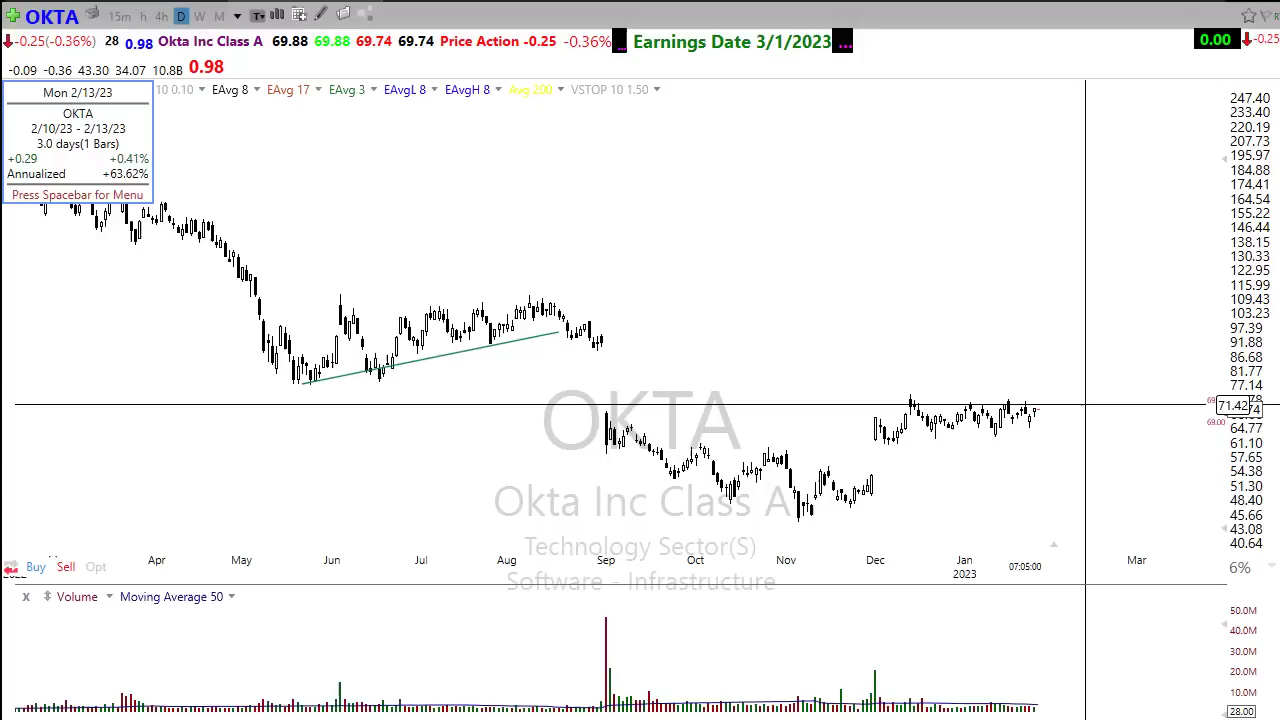 OKTA 15m h 4h D W M T
-0.25(-0.36%) 28 0.98 Okta Inc Class A 69.88 69.88 69.74 69.74 Price Action -0.25 -0.36% ... Earnings Date 3/1/2023 ... 0.00 -0.25
-0.09 -0.36 43.30 34.07 10.8B 0.98
Mon 2/13/23
OKTA
2/10/23 - 2/13/23
3.0 days(1 Bars)
+0.29 +0.41%
Annualized +63.62%
Press Spacebar for Menu
10 0.10 EAvg 8 EAvg 17 EAvg 3 EAvgL 8 EAvgH 8 Avg 200 VSTOP 10 1.50
247.40
233.40
220.19
207.73
195.97
184.88
174.41
164.54
155.22
146.44
138.15
130.33
122.95
115.99
109.43
103.23
97.39
91.88
86.68
81.77
77.14
71.42
69.00
64.77
61.10
57.65
54.38
51.30
48.40
45.66
43.08
40.64
OKTA
Okta Inc Class A
Technology Sector(S)
Software - Infrastructure
Apr May Jun Jul Aug Sep Oct Nov Dec Jan Mar
2023 07:05:00
Buy Sell Opt
6%
x Volume Moving Average 50
50.0M
40.0M
30.0M
20.0M
10.0M
28.00